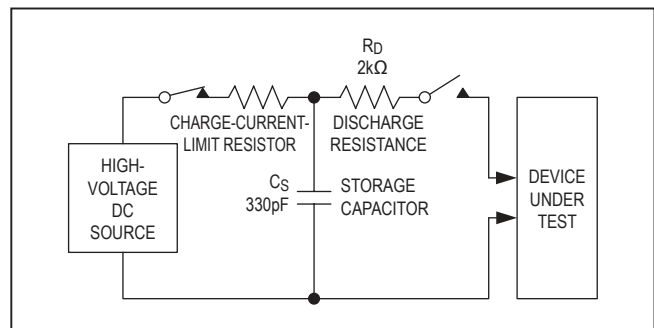 RD
2kΩ
CHARGE-CURRENT-
LIMIT RESISTOR
DISCHARGE
RESISTANCE
HIGH-
VOLTAGE
DC
SOURCE
CS
330pF
STORAGE
CAPACITOR
DEVICE
UNDER
TEST